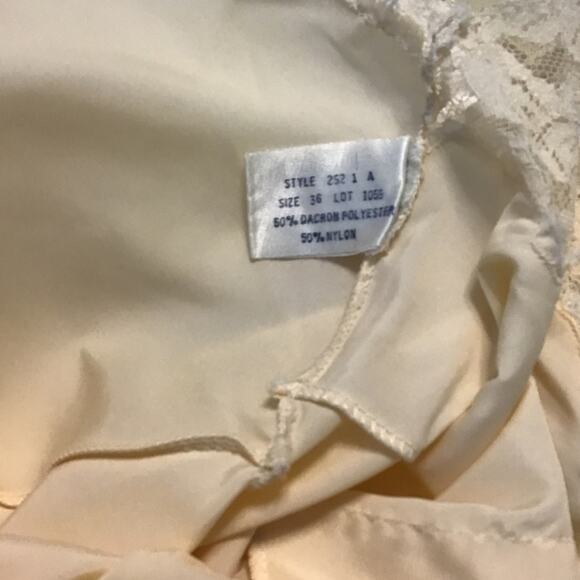 STYLE 252 1 A
SIZE 36 LOT 1055
50% DACRON POLYESTER
50% NYLON